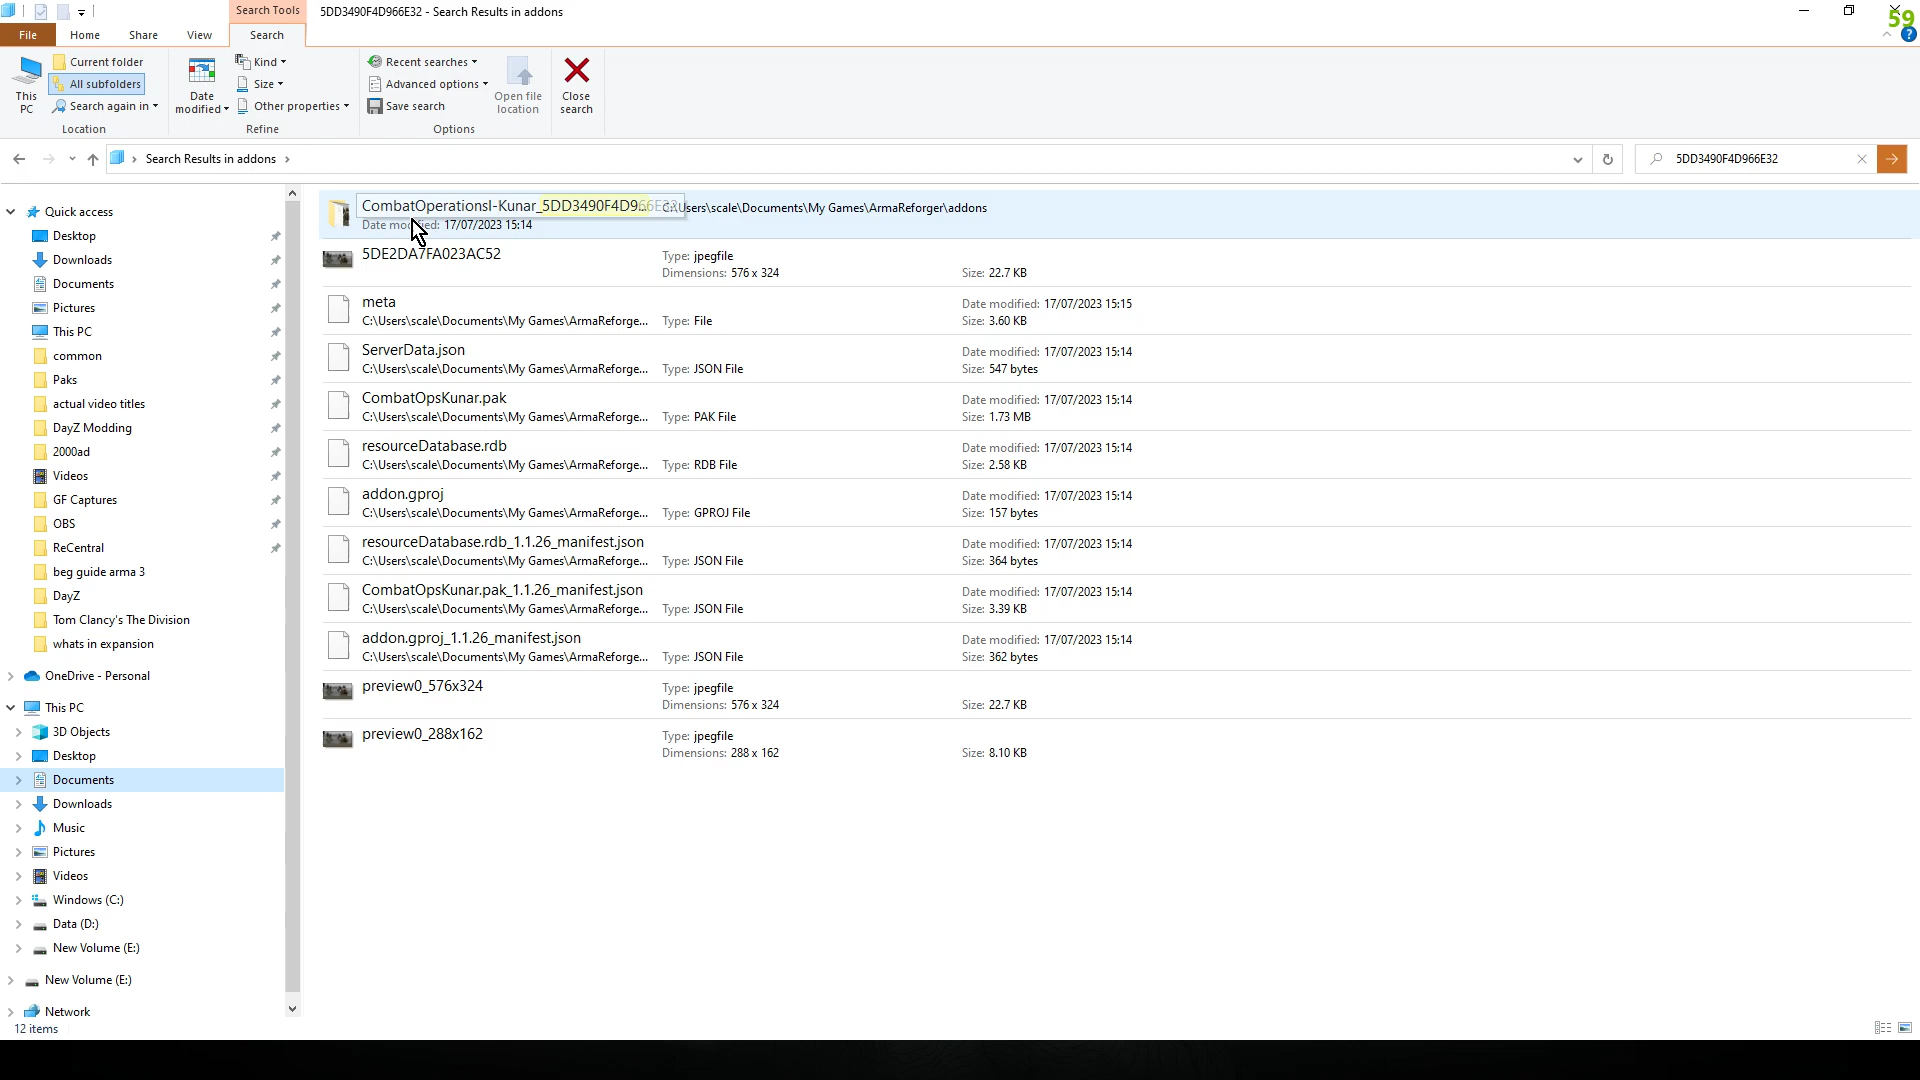 Search Tools
5DD3490F4D966E32 - Search Results in addons
59
File
Home
Share
View
Search
This PC
Current folder
All subfolders
Search again in
Location
Date modified
Kind
Size
Other properties
Refine
Recent searches
Advanced options
Save search
Options
Open file location
Close search
Search Results in addons
5DD3490F4D966E32
Quick access
Desktop
Downloads
Documents
Pictures
This PC
common
Paks
actual video titles
DayZ Modding
2000ad
Videos
GF Captures
OBS
ReCentral
beg guide arma 3
DayZ
Tom Clancy's The Division
whats in expansion
OneDrive - Personal
This PC
3D Objects
Desktop
Documents
Downloads
Music
Pictures
Videos
Windows (C:)
Data (D:)
New Volume (E:)
New Volume (E:)
Network
12 items
CombatOperationsI-Kunar_5DD3490F4D9... C:\Users\scale\Documents\My Games\ArmaReforger\addons
Date modified: 17/07/2023 15:14
5DE2DA7FA023AC52 Type: jpegfile
Dimensions: 576 x 324 Size: 22.7 KB
meta Date modified: 17/07/2023 15:15
C:\Users\scale\Documents\My Games\ArmaReforge... Type: File Size: 3.60 KB
ServerData.json Date modified: 17/07/2023 15:14
C:\Users\scale\Documents\My Games\ArmaReforge... Type: JSON File Size: 547 bytes
CombatOpsKunar.pak Date modified: 17/07/2023 15:14
C:\Users\scale\Documents\My Games\ArmaReforge... Type: PAK File Size: 1.73 MB
resourceDatabase.rdb Date modified: 17/07/2023 15:14
C:\Users\scale\Documents\My Games\ArmaReforge... Type: RDB File Size: 2.58 KB
addon.gproj Date modified: 17/07/2023 15:14
C:\Users\scale\Documents\My Games\ArmaReforge... Type: GPROJ File Size: 157 bytes
resourceDatabase.rdb_1.1.26_manifest.json Date modified: 17/07/2023 15:14
C:\Users\scale\Documents\My Games\ArmaReforge... Type: JSON File Size: 364 bytes
CombatOpsKunar.pak_1.1.26_manifest.json Date modified: 17/07/2023 15:14
C:\Users\scale\Documents\My Games\ArmaReforge... Type: JSON File Size: 3.39 KB
addon.gproj_1.1.26_manifest.json Date modified: 17/07/2023 15:14
C:\Users\scale\Documents\My Games\ArmaReforge... Type: JSON File Size: 362 bytes
preview0_576x324 Type: jpegfile
Dimensions: 576 x 324 Size: 22.7 KB
preview0_288x162 Type: jpegfile
Dimensions: 288 x 162 Size: 8.10 KB